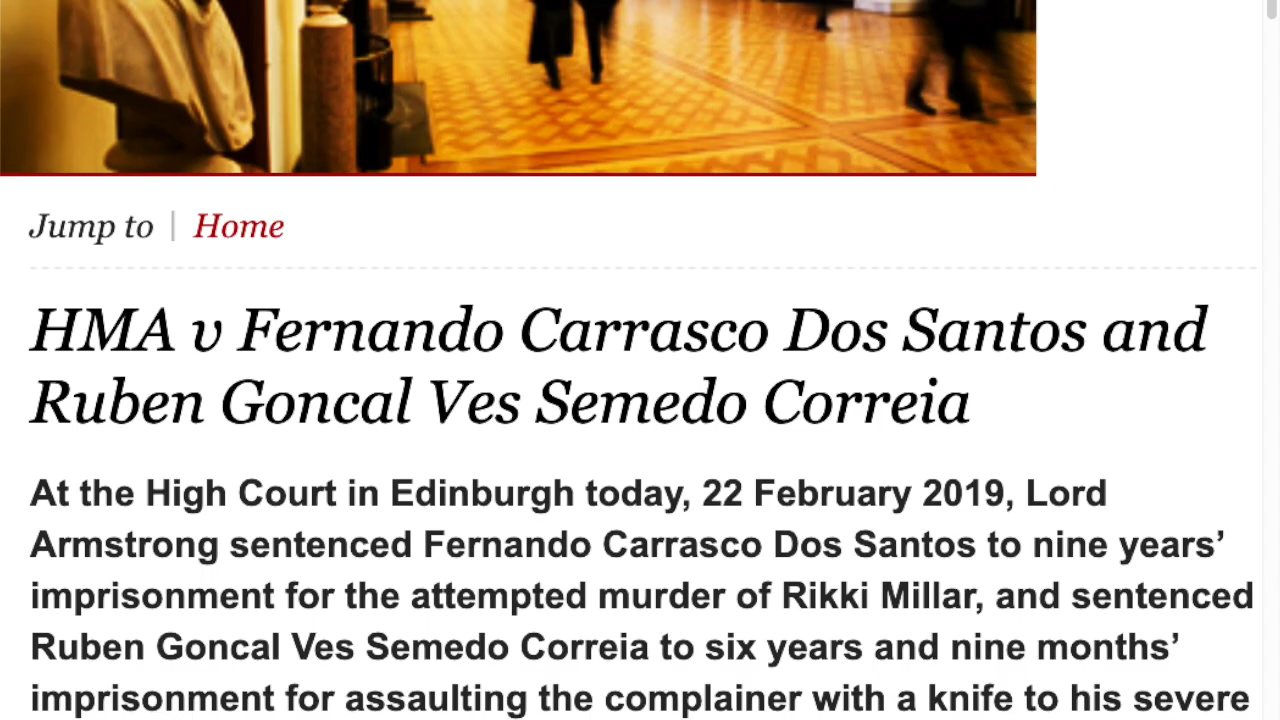 Jump to | Home
HMA v Fernando Carrasco Dos Santos and
Ruben Goncal Ves Semedo Correia
At the High Court in Edinburgh today, 22 February 2019, Lord
Armstrong sentenced Fernando Carrasco Dos Santos to nine years’
imprisonment for the attempted murder of Rikki Millar, and sentenced
Ruben Goncal Ves Semedo Correia to six years and nine months’
imprisonment for assaulting the complainer with a knife to his severe